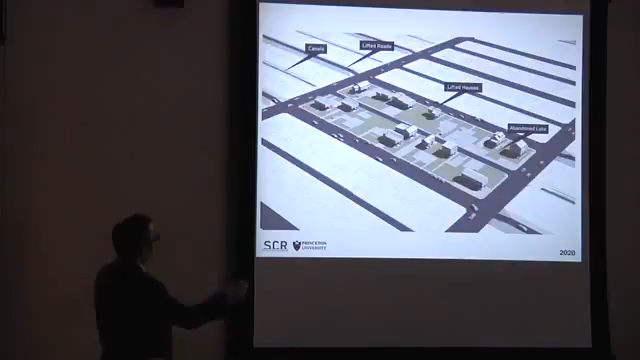 Canals
Lifted Roads
Lifted Houses
Abandoned Lots
SCR
PRINCETON
UNIVERSITY
2020